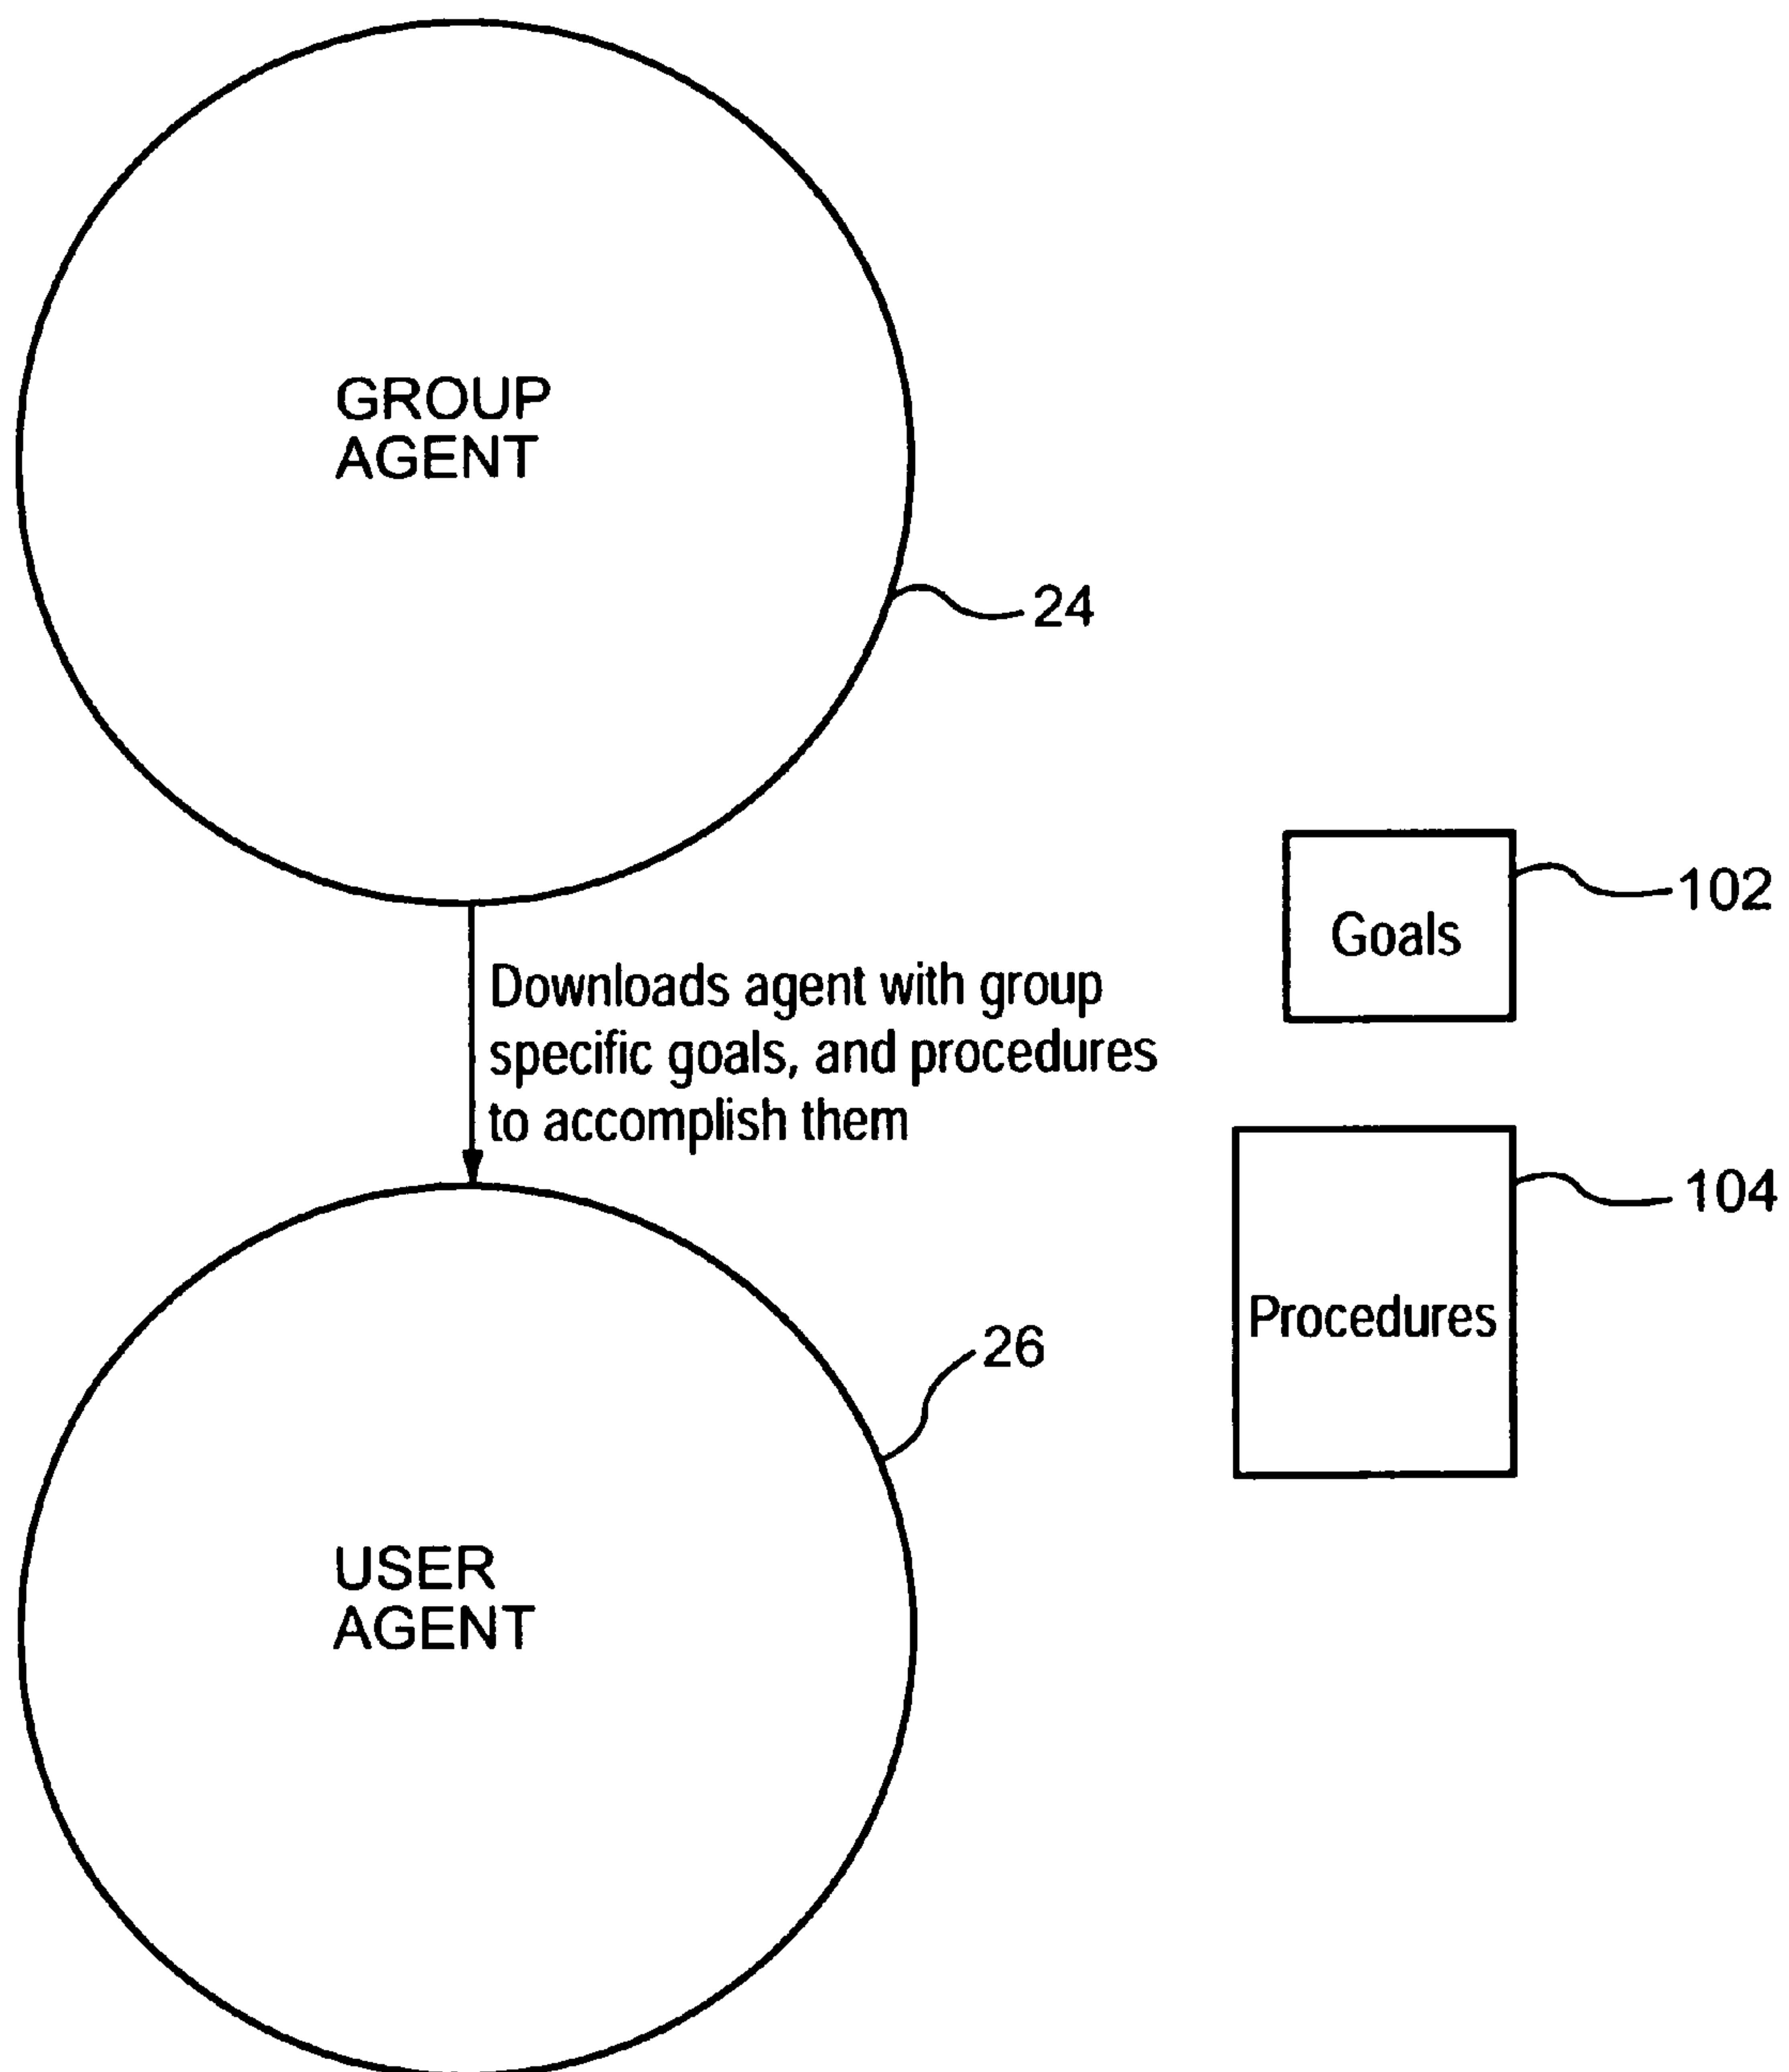 GROUP
AGENT
24
102
Goals
Downloads agent with group
specific goals, and procedures
to accomplish them
104
Procedures
26
USER
AGENT